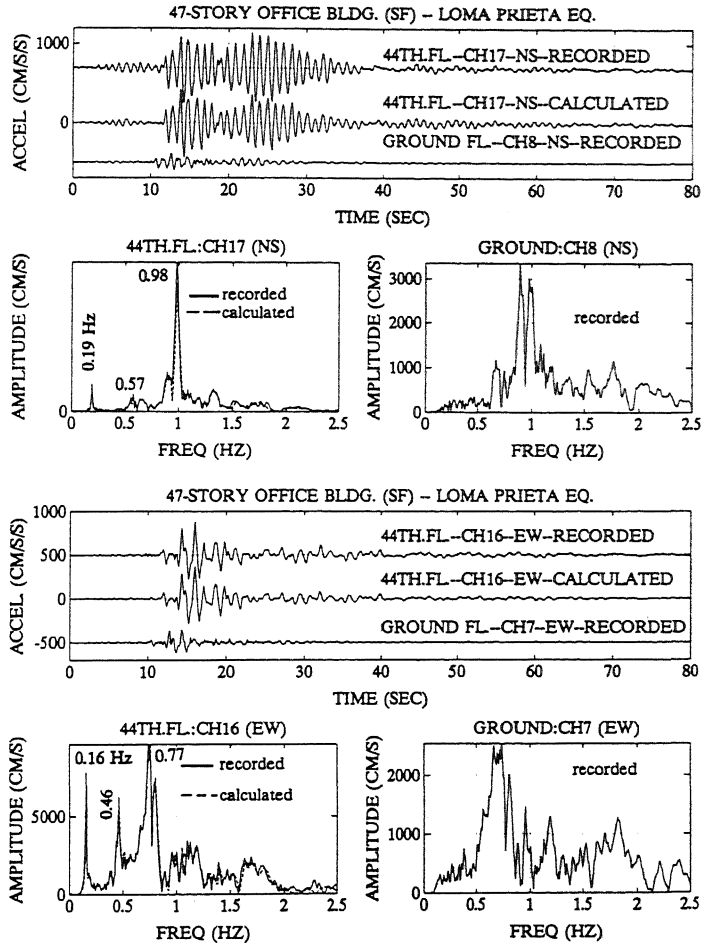 47-STORY OFFICE BLDG. (SF) -- LOMA PRIETA EQ.
ACCEL (CM/S/S)
1000
0
44TH.FL.--CH17--NS--RECORDED
44TH.FL.--CH17--NS--CALCULATED
GROUND FL.--CH8--NS--RECORDED
0 10 20 30 40 50 60 70 80
TIME (SEC)
44TH.FL.:CH17 (NS)
AMPLITUDE (CM/S)
0
0.19 Hz
0.57
0.98
recorded
calculated
0 0.5 1 1.5 2 2.5
FREQ (HZ)
GROUND:CH8 (NS)
AMPLITUDE (CM/S)
3000
2000
1000
0
recorded
0 0.5 1 1.5 2 2.5
FREQ (HZ)
47-STORY OFFICE BLDG. (SF) -- LOMA PRIETA EQ.
ACCEL (CM/S/S)
1000
500
0
-500
44TH.FL.--CH16--EW--RECORDED
44TH.FL.--CH16--EW--CALCULATED
GROUND FL.--CH7--EW--RECORDED
0 10 20 30 40 50 60 70 80
TIME (SEC)
44TH.FL.:CH16 (EW)
AMPLITUDE (CM/S)
5000
0
0.16 Hz
0.46
0.77
recorded
calculated
0 0.5 1 1.5 2 2.5
FREQ (HZ)
GROUND:CH7 (EW)
AMPLITUDE (CM/S)
2000
1000
0
recorded
0 0.5 1 1.5 2 2.5
FREQ (HZ)